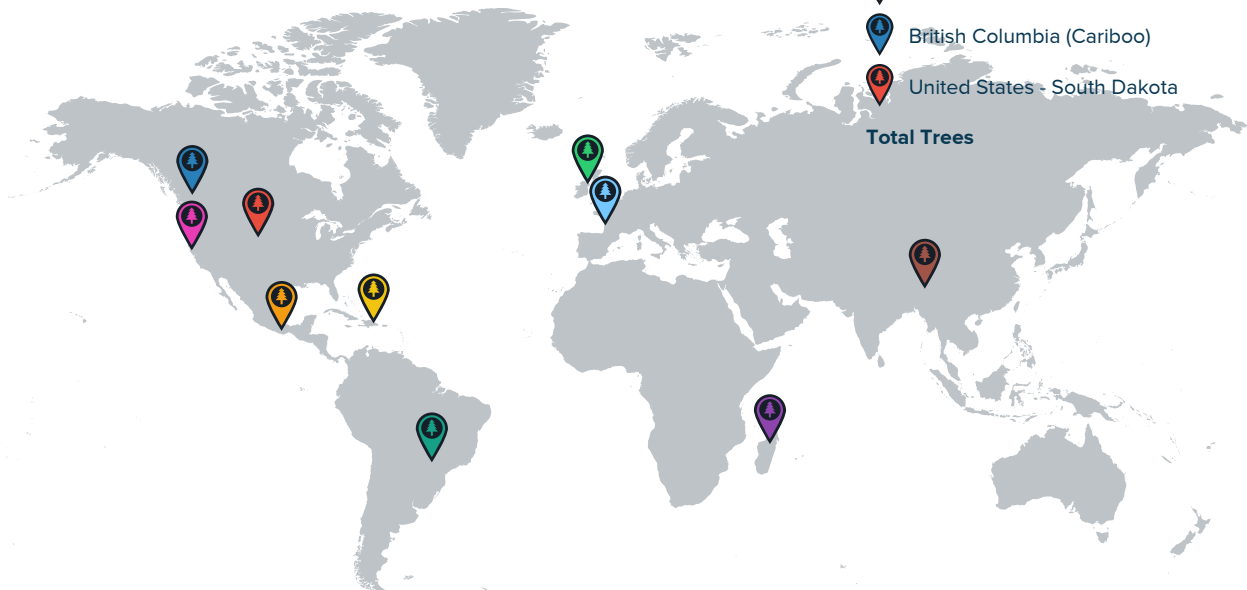 British Columbia (Cariboo)
United States - South Dakota
Total Trees